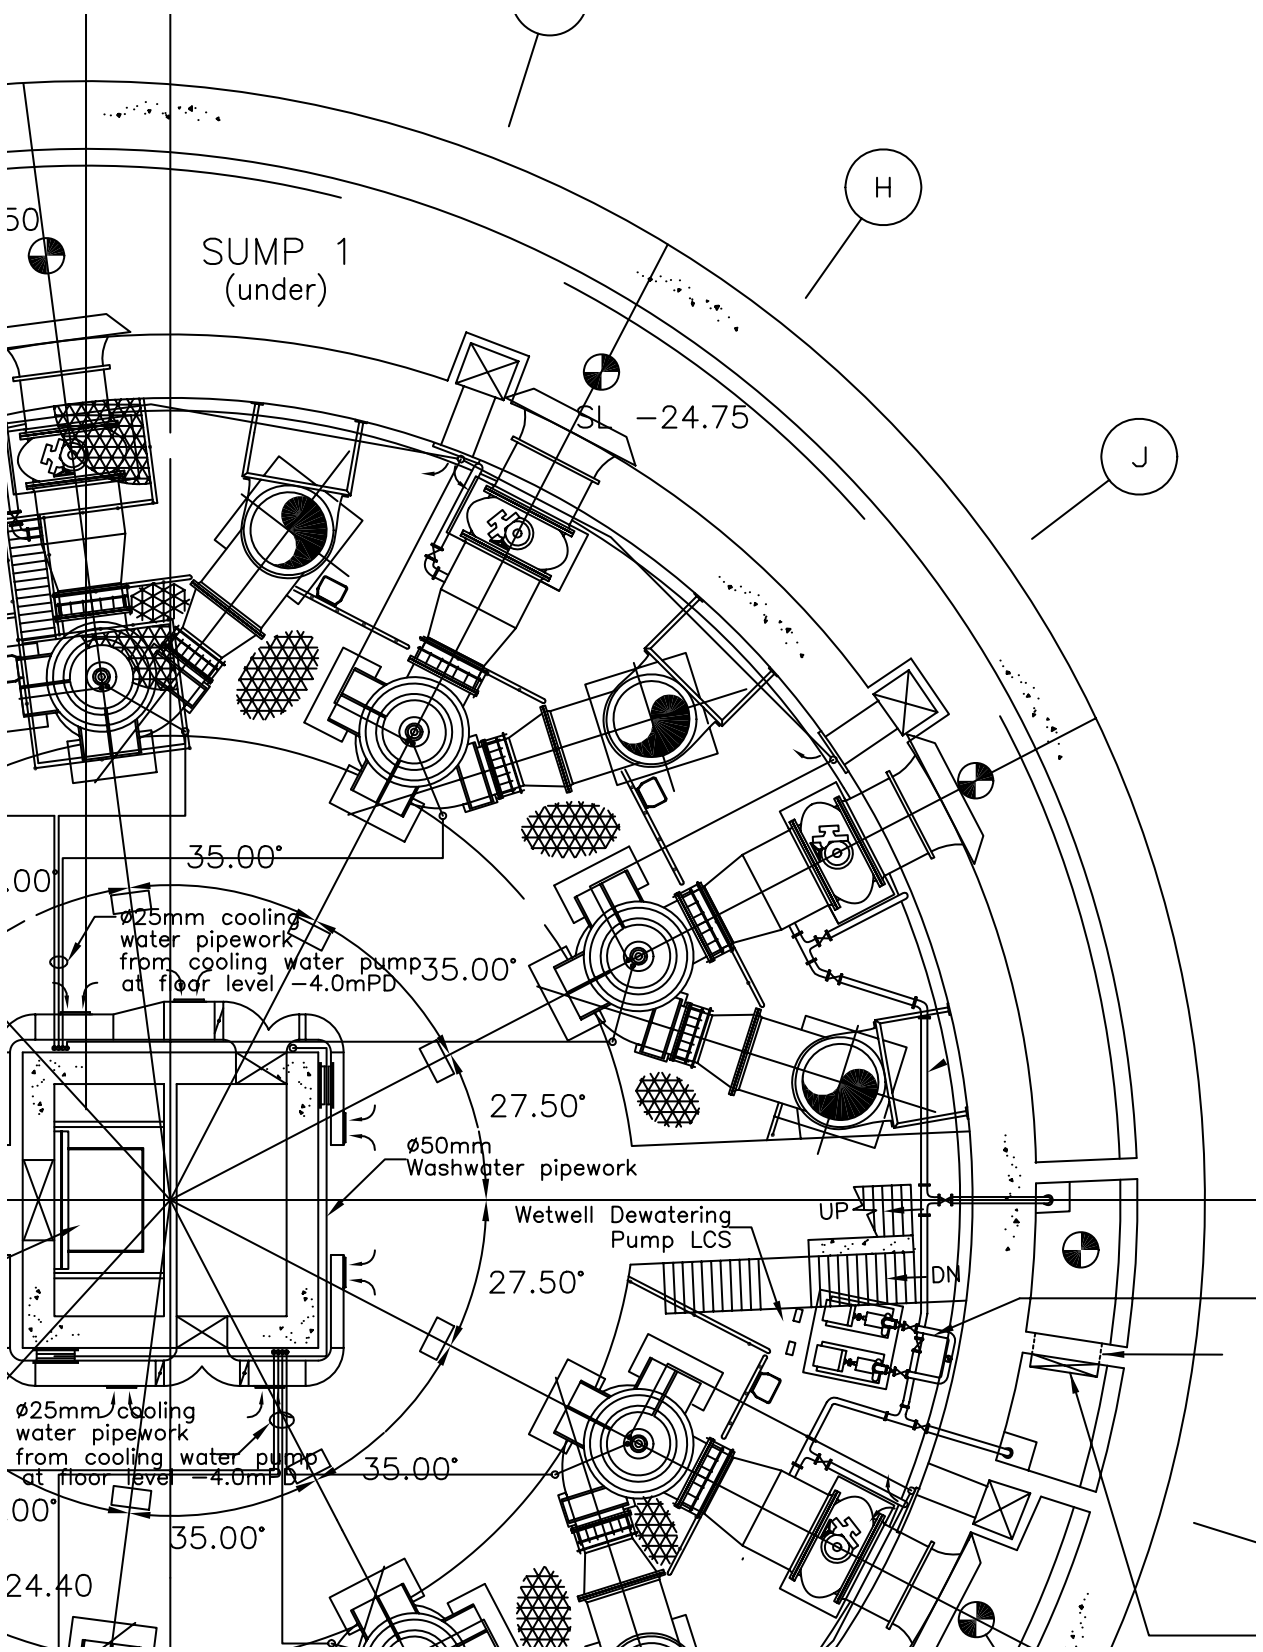 H
50
SUMP 1
(under)
SL -24.75
J
35.00°
.00°
ø25mm cooling
water pipework
from cooling water pump
at floor level -4.0mPD
35.00°
27.50°
ø50mm
Washwater pipework
UP
Wetwell Dewatering
Pump LCS
DN
27.50°
ø25mm cooling
water pipework
from cooling water pump
at floor level -4.0mPD
35.00°
00°
35.00°
24.40